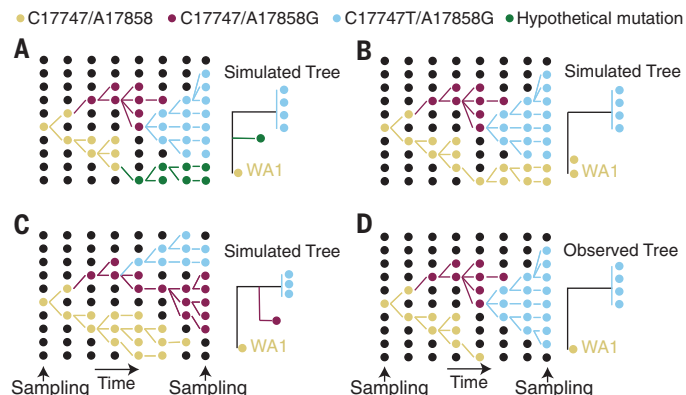 C17747/A17858 C17747/A17858G C17747T/A17858G Hypothetical mutation
A B
Simulated Tree Simulated Tree
WA1 WA1
C D
Simulated Tree Observed Tree
WA1 WA1
Sampling Time Sampling Sampling Time Sampling